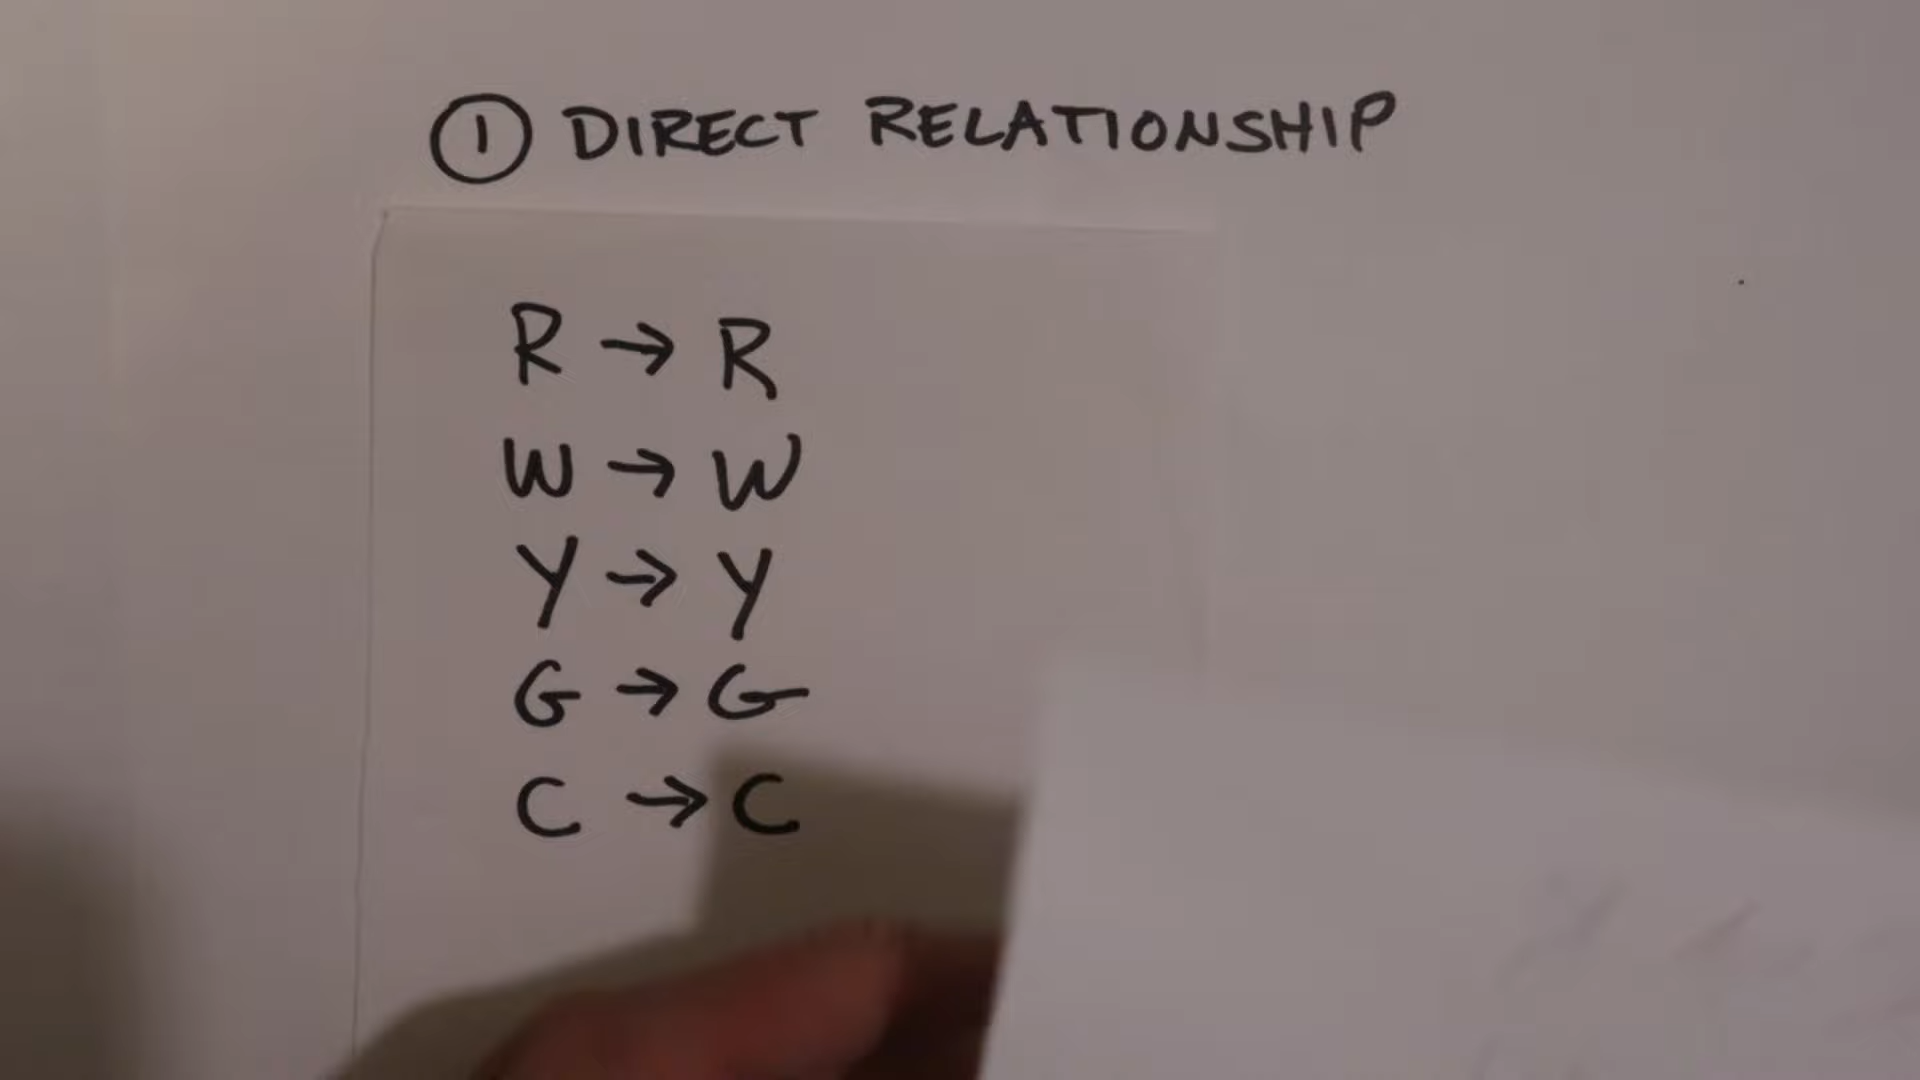 ① DIRECT RELATIONSHIP
R → R
W → W
Y → Y
G → G
C → C